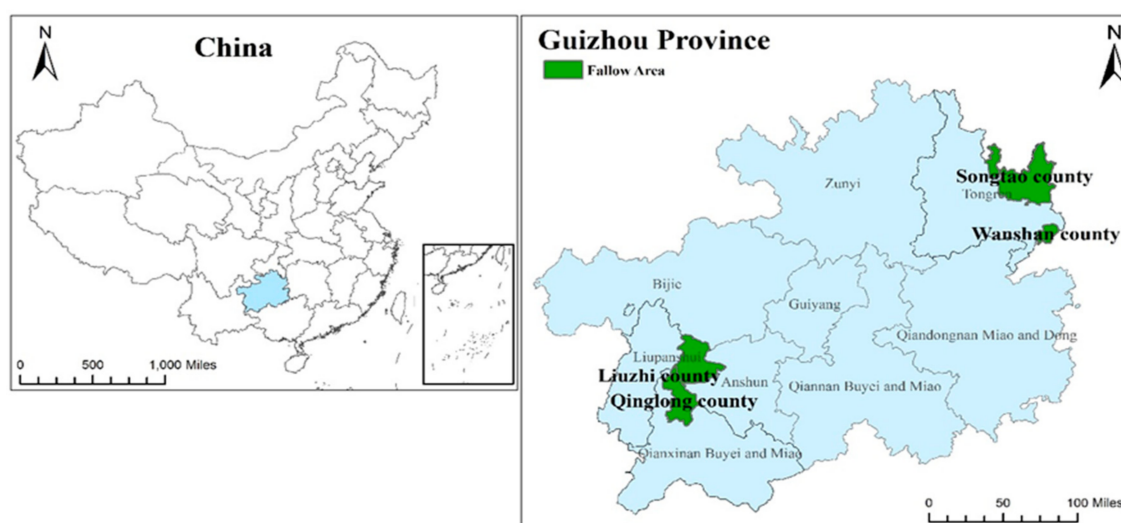 N
China
0 500 1,000 Miles
Guizhou Province
Fallow Area
N
Zunyi
Songtao county
Tongren
Wanshan county
Bijie
Guiyang
Qiandongnan Miao and Dong
Liupanshui
Liuzhi county
Anshun
Qiannan Buyei and Miao
Qinglong county
Qianxinan Buyei and Miao
0 50 100 Miles